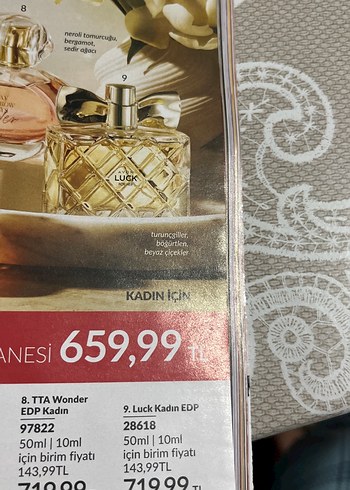 8
neroli tomurcuğu,
bergamot,
sedir ağacı
9
AVON
LUCK
turunçgiller,
böğürtlen,
beyaz çiçekler
KADIN İÇİN
ANESİ 659,99 TL
8. TTA Wonder
EDP Kadın
97822
50ml | 10ml
için birim fiyatı
143,99TL
719,99
9. Luck Kadın EDP
28618
50ml | 10ml
için birim fiyatı
143,99TL
719,99